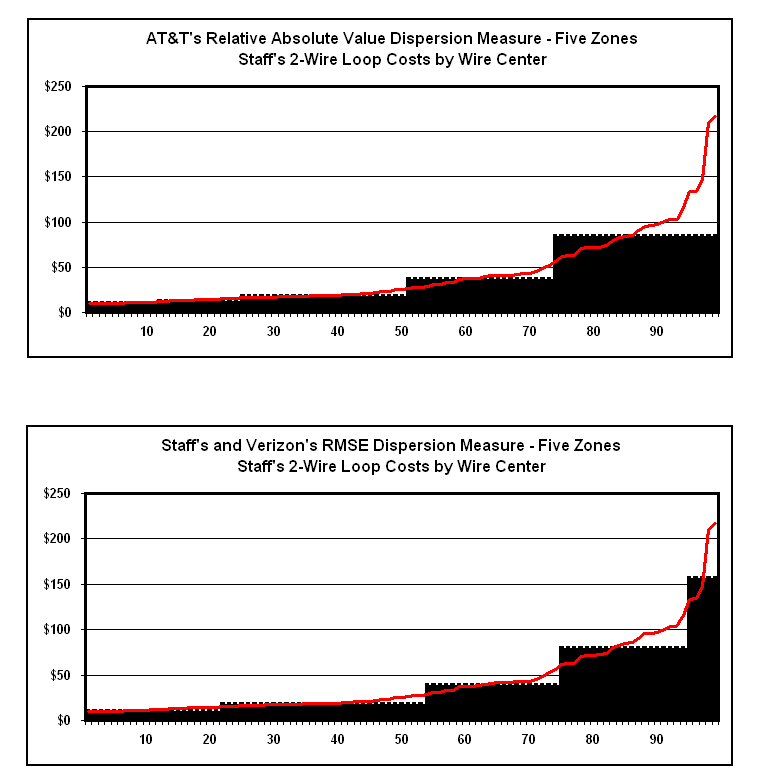 AT&T's Relative Absolute Value Dispersion Measure - Five Zones
Staff's 2-Wire Loop Costs by Wire Center
$250
$200
$150
$100
$50
$0
10 20 30 40 50 60 70 80 90
Staff's and Verizon's RMSE Dispersion Measure - Five Zones
Staff's 2-Wire Loop Costs by Wire Center
$250
$200
$150
$100
$50
$0
10 20 30 40 50 60 70 80 90